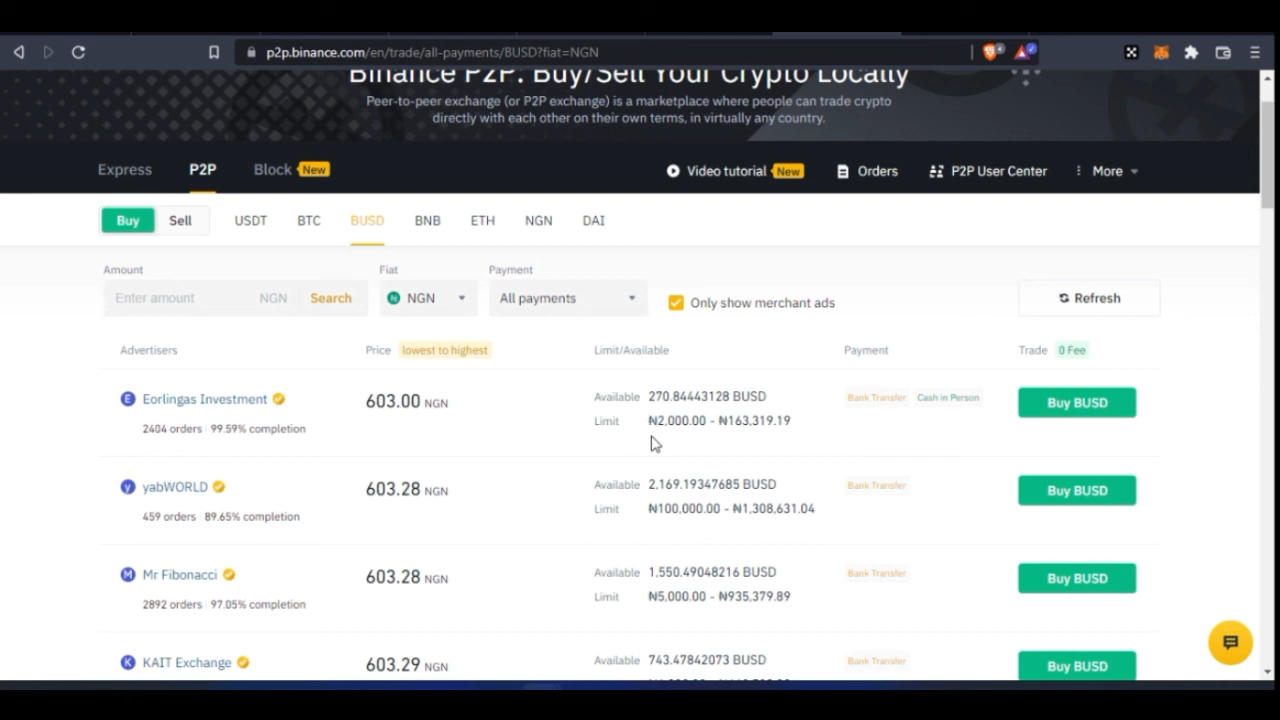 p2p.binance.com/en/trade/all-payments/BUSD?fiat=NGN
Binance P2P: Buy/Sell Your Crypto Locally
Peer-to-peer exchange (or P2P exchange) is a marketplace where people can trade crypto
directly with each other on their own terms, in virtually any country.
Express P2P Block New Video tutorial New Orders P2P User Center More
Buy Sell USDT BTC BUSD BNB ETH NGN DAI
Amount Fiat Payment
Enter amount NGN Search NGN All payments Only show merchant ads Refresh
Advertisers Price lowest to highest Limit/Available Payment Trade 0 Fee
E Eorlingas Investment 603.00 NGN Available 270.84443128 BUSD Bank Transfer Cash in Person Buy BUSD
2404 orders 99.59% completion Limit ₦2,000.00 - ₦163,319.19
y yabWORLD 603.28 NGN Available 2,169.19347685 BUSD Bank Transfer Buy BUSD
459 orders 89.65% completion Limit ₦100,000.00 - ₦1,308,631.04
M Mr Fibonacci 603.28 NGN Available 1,550.49048216 BUSD Bank Transfer Buy BUSD
2892 orders 97.05% completion Limit ₦5,000.00 - ₦935,379.89
K KAIT Exchange 603.29 NGN Available 743.47842073 BUSD Bank Transfer Buy BUSD